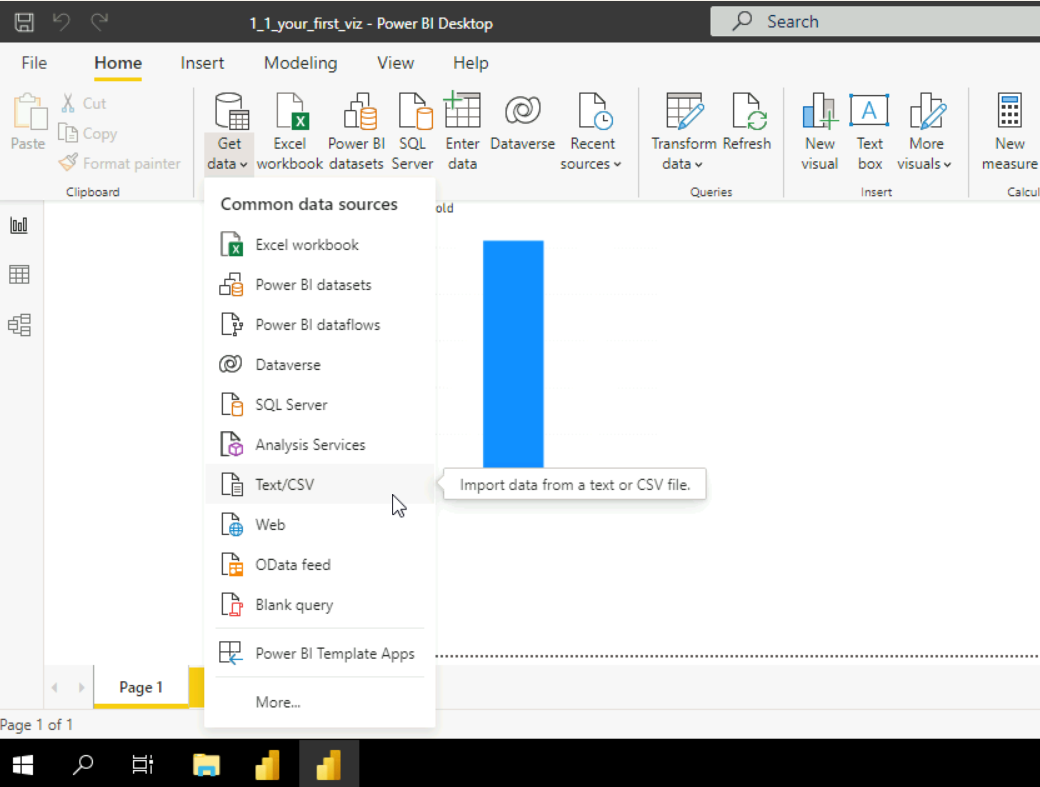 1_1_your_first_viz - Power BI Desktop
Search
File Home Insert Modeling View Help
Paste
Cut
Copy
Format painter
Clipboard
Get data
Excel workbook
Power BI datasets
SQL Server
Enter data
Dataverse
Recent sources
Transform data
Refresh
Queries
New visual
Text box
More visuals
Insert
New measure
Calcul
old
Common data sources
Excel workbook
Power BI datasets
Power BI dataflows
Dataverse
SQL Server
Analysis Services
Text/CSV
Import data from a text or CSV file.
Web
OData feed
Blank query
Power BI Template Apps
More...
Page 1
Page 1 of 1